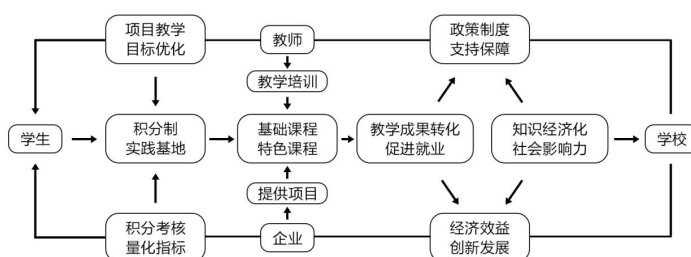 项目教学
目标优化
教师
政策制度
支持保障
教学培训
学生
积分制
实践基地
基础课程
特色课程
教学成果转化
促进就业
知识经济化
社会影响力
学校
提供项目
积分考核
量化指标
企业
经济效益
创新发展